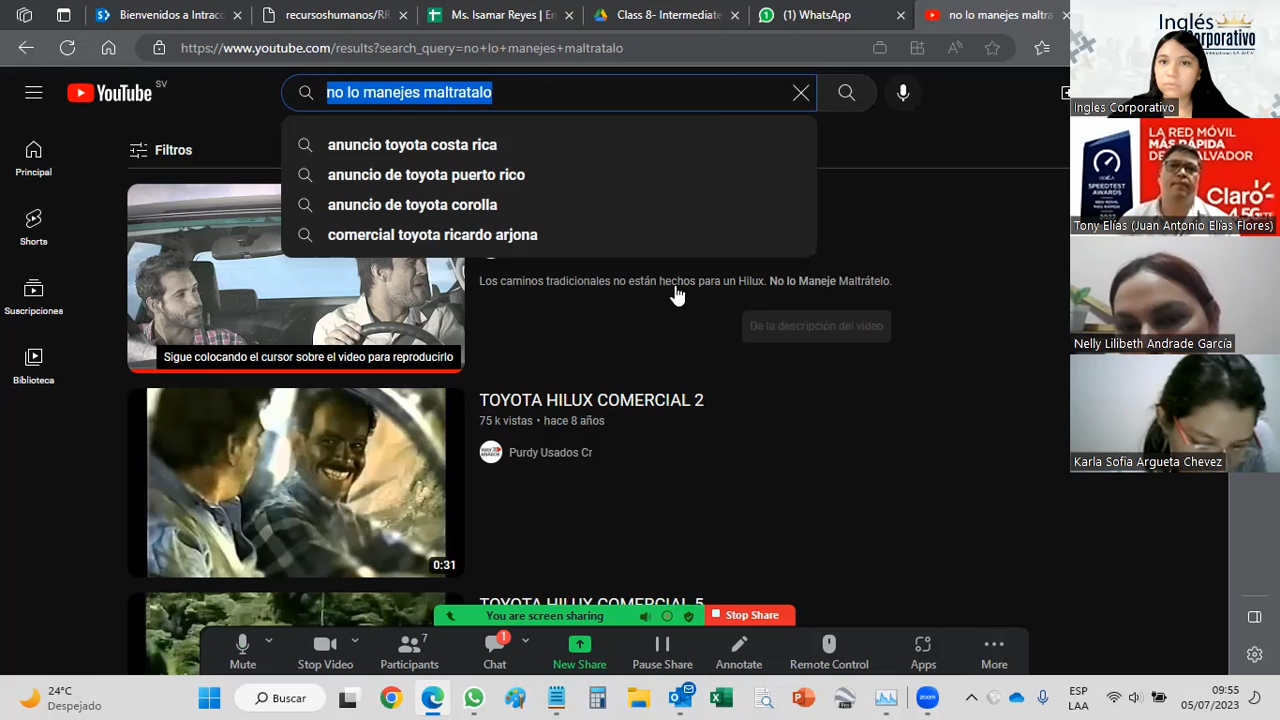 Bienvenidos a Intracc
recursoshumanos/RR
Ms. Isamar Reyes | En
Class 8- Intermediate
(1) WhatsApp
no lo manejes maltra
https://www.youtube.com/results?search_query=no+lo+manejes+maltratalo
YouTube SV
no lo manejes maltratalo
Filtros
anuncio toyota costa rica
anuncio de toyota puerto rico
anuncio de toyota corolla
comercial toyota ricardo arjona
Principal
Shorts
Suscripciones
Biblioteca
Los caminos tradicionales no están hechos para un Hilux. No lo Maneje Maltrátelo.
De la descripción del video
Sigue colocando el cursor sobre el video para reproducirlo
TOYOTA HILUX COMERCIAL 2
75 k vistas • hace 8 años
Purdy Usados Cr
0:31
TOYOTA HILUX COMERCIAL 5
You are screen sharing
Stop Share
Mute
Stop Video
7
Participants
1
Chat
New Share
Pause Share
Annotate
Remote Control
Apps
More
Inglés
Corporativo
Ingles Corporativo
LA RED MÓVIL
MÁS RÁPIDA
SPEEDTEST
AWARDS
Claro
4.5G
Tony Elías (Juan Antonio Elías Flores)
Nelly Lilibeth Andrade García
Karla Sofia Argueta Chevez
24°C
Despejado
Buscar
ESP
LAA
09:55
05/07/2023